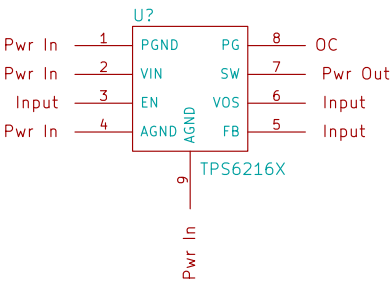 U?
Pwr In 1 PGND PG 8 OC
Pwr In 2 VIN SW 7 Pwr Out
Input 3 EN VOS 6 Input
Pwr In 4 AGND AGND FB 5 Input
TPS6216X
9
Pwr In